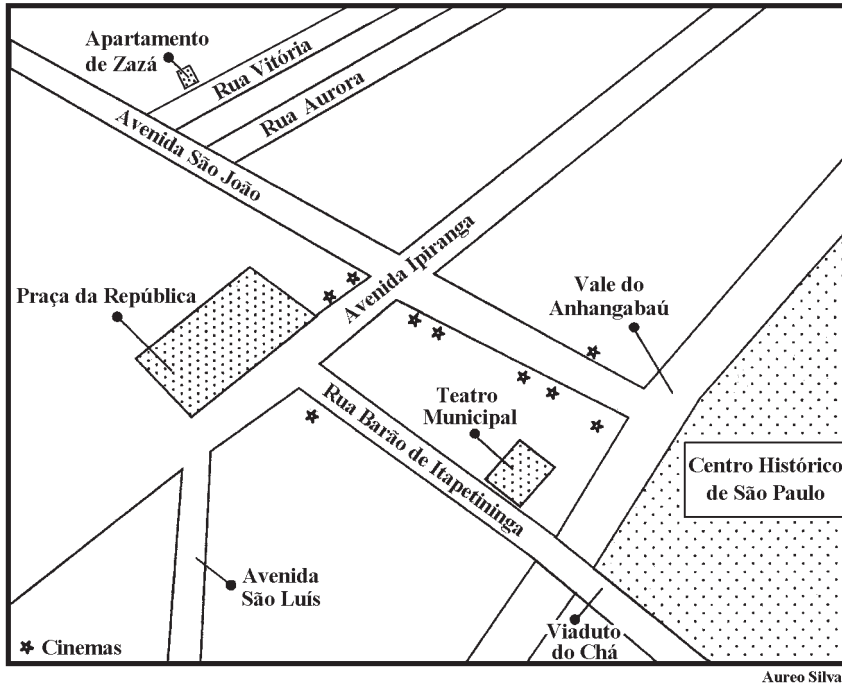 Apartamento
de Zazá
Rua Vitória
Rua Aurora
Avenida São João
Avenida Ipiranga
Praça da República
Vale do
Anhangabaú
Teatro
Municipal
Rua Barão de Itapetininga
Centro Histórico
de São Paulo
Avenida
São Luís
Viaduto
do Chá
Cinemas
Aureo Silva